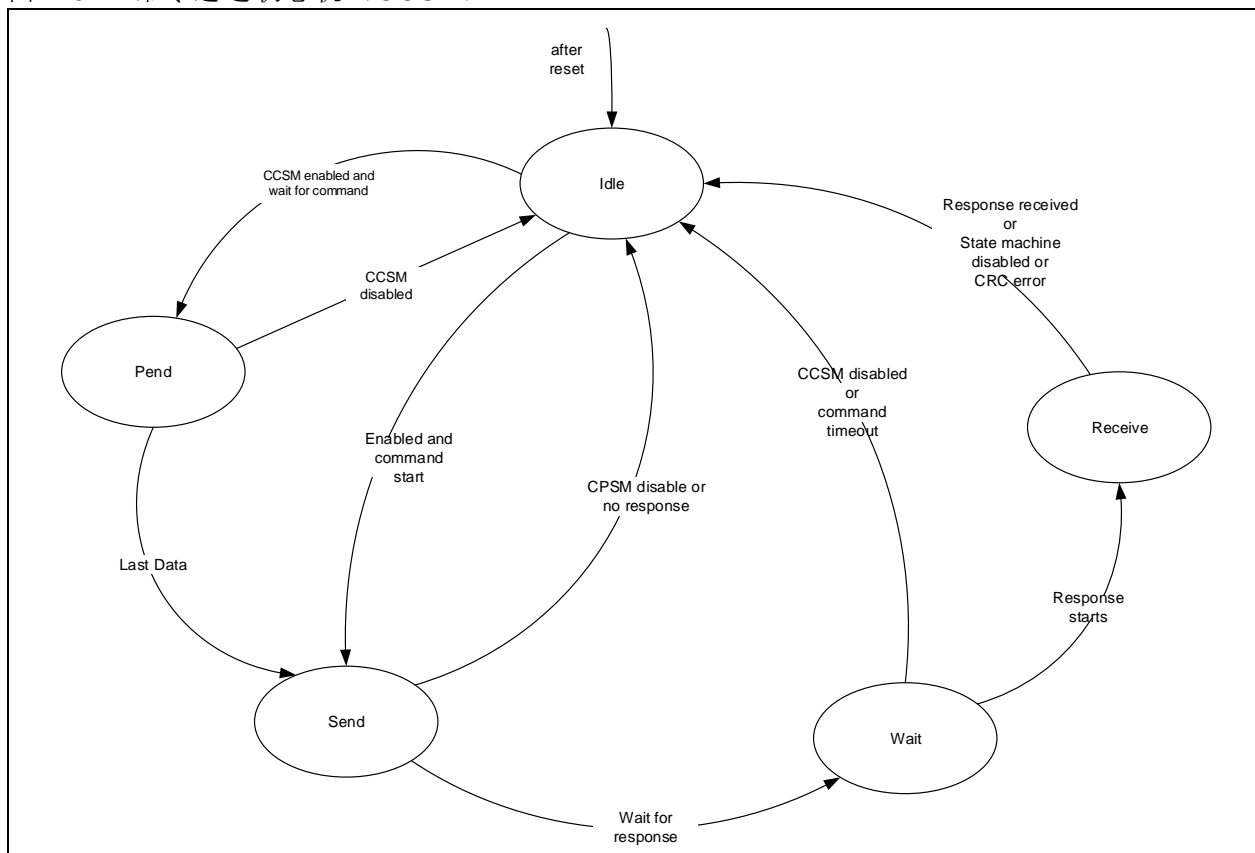 after
reset
Idle
CCSM enabled and
wait for command
Response received
or
State machine
disabled or
CRC error
CCSM
disabled
Pend
CCSM disabled
or
command
timeout
Receive
Enabled and
command
start
CPSM disable or
no response
Last Data
Response
starts
Send
Wait
Wait for
response